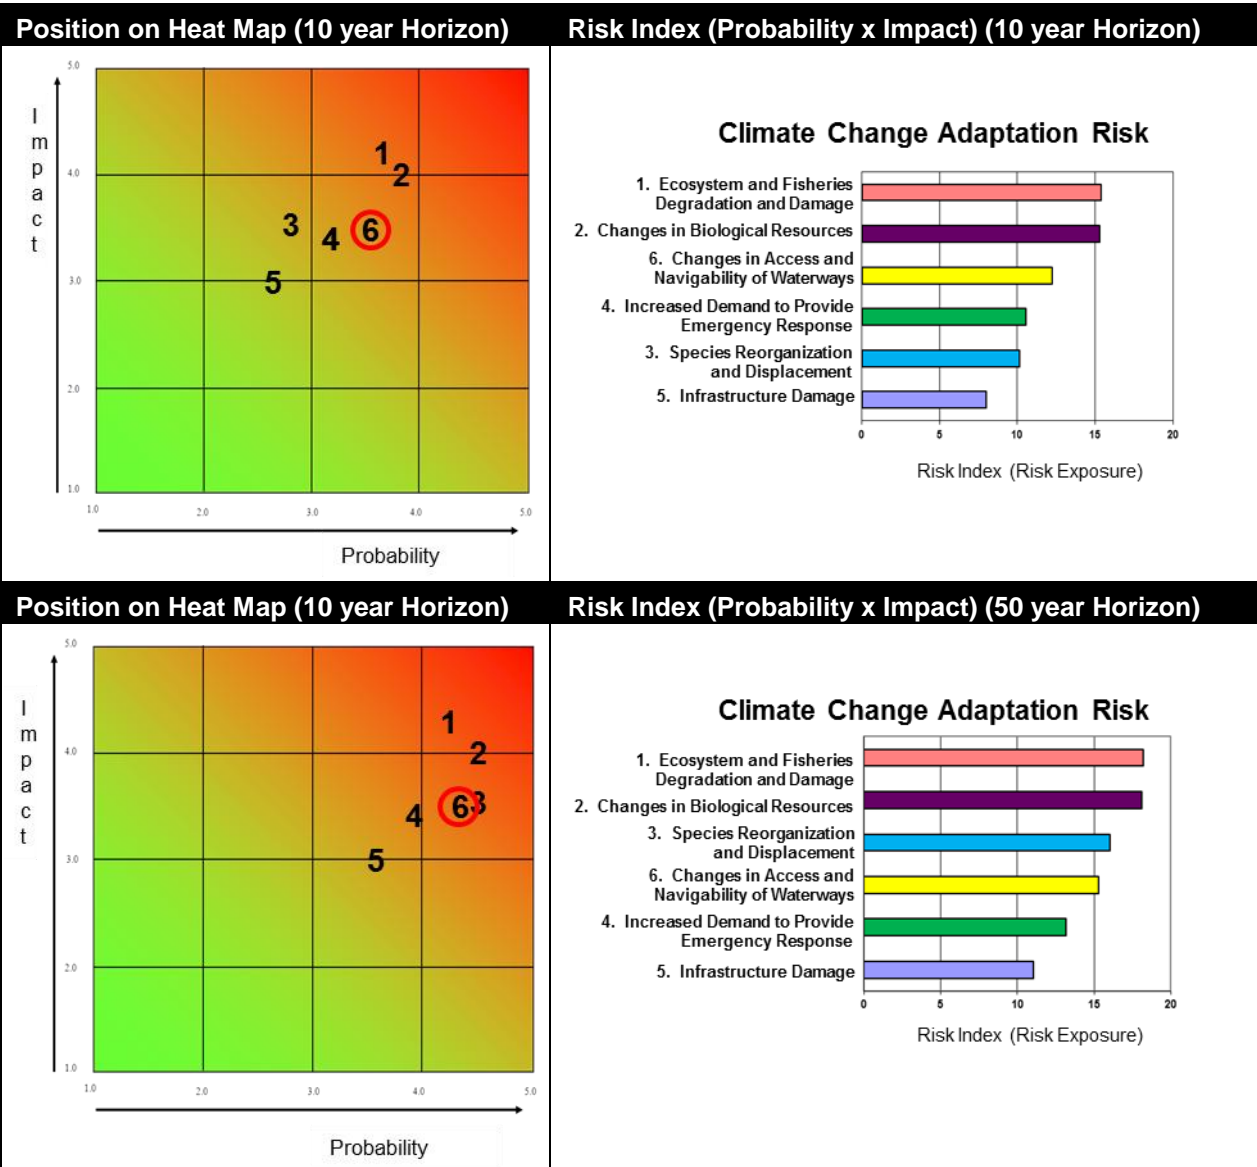 Position on Heat Map (10 year Horizon)
Risk Index (Probability x Impact) (10 year Horizon)
Impact
5.0
4.0
3.0
2.0
1.0
1
2
3
4
6
5
1.0 2.0 3.0 4.0 5.0
Probability
Climate Change Adaptation Risk
1. Ecosystem and Fisheries
Degradation and Damage
2. Changes in Biological Resources
6. Changes in Access and
Navigability of Waterways
4. Increased Demand to Provide
Emergency Response
3. Species Reorganization
and Displacement
5. Infrastructure Damage
0 5 10 15 20
Risk Index (Risk Exposure)
Position on Heat Map (10 year Horizon)
Risk Index (Probability x Impact) (50 year Horizon)
Impact
5.0
4.0
3.0
2.0
1.0
1
2
6
3
4
5
1.0 2.0 3.0 4.0 5.0
Probability
Climate Change Adaptation Risk
1. Ecosystem and Fisheries
Degradation and Damage
2. Changes in Biological Resources
3. Species Reorganization
and Displacement
6. Changes in Access and
Navigability of Waterways
4. Increased Demand to Provide
Emergency Response
5. Infrastructure Damage
0 5 10 15 20
Risk Index (Risk Exposure)